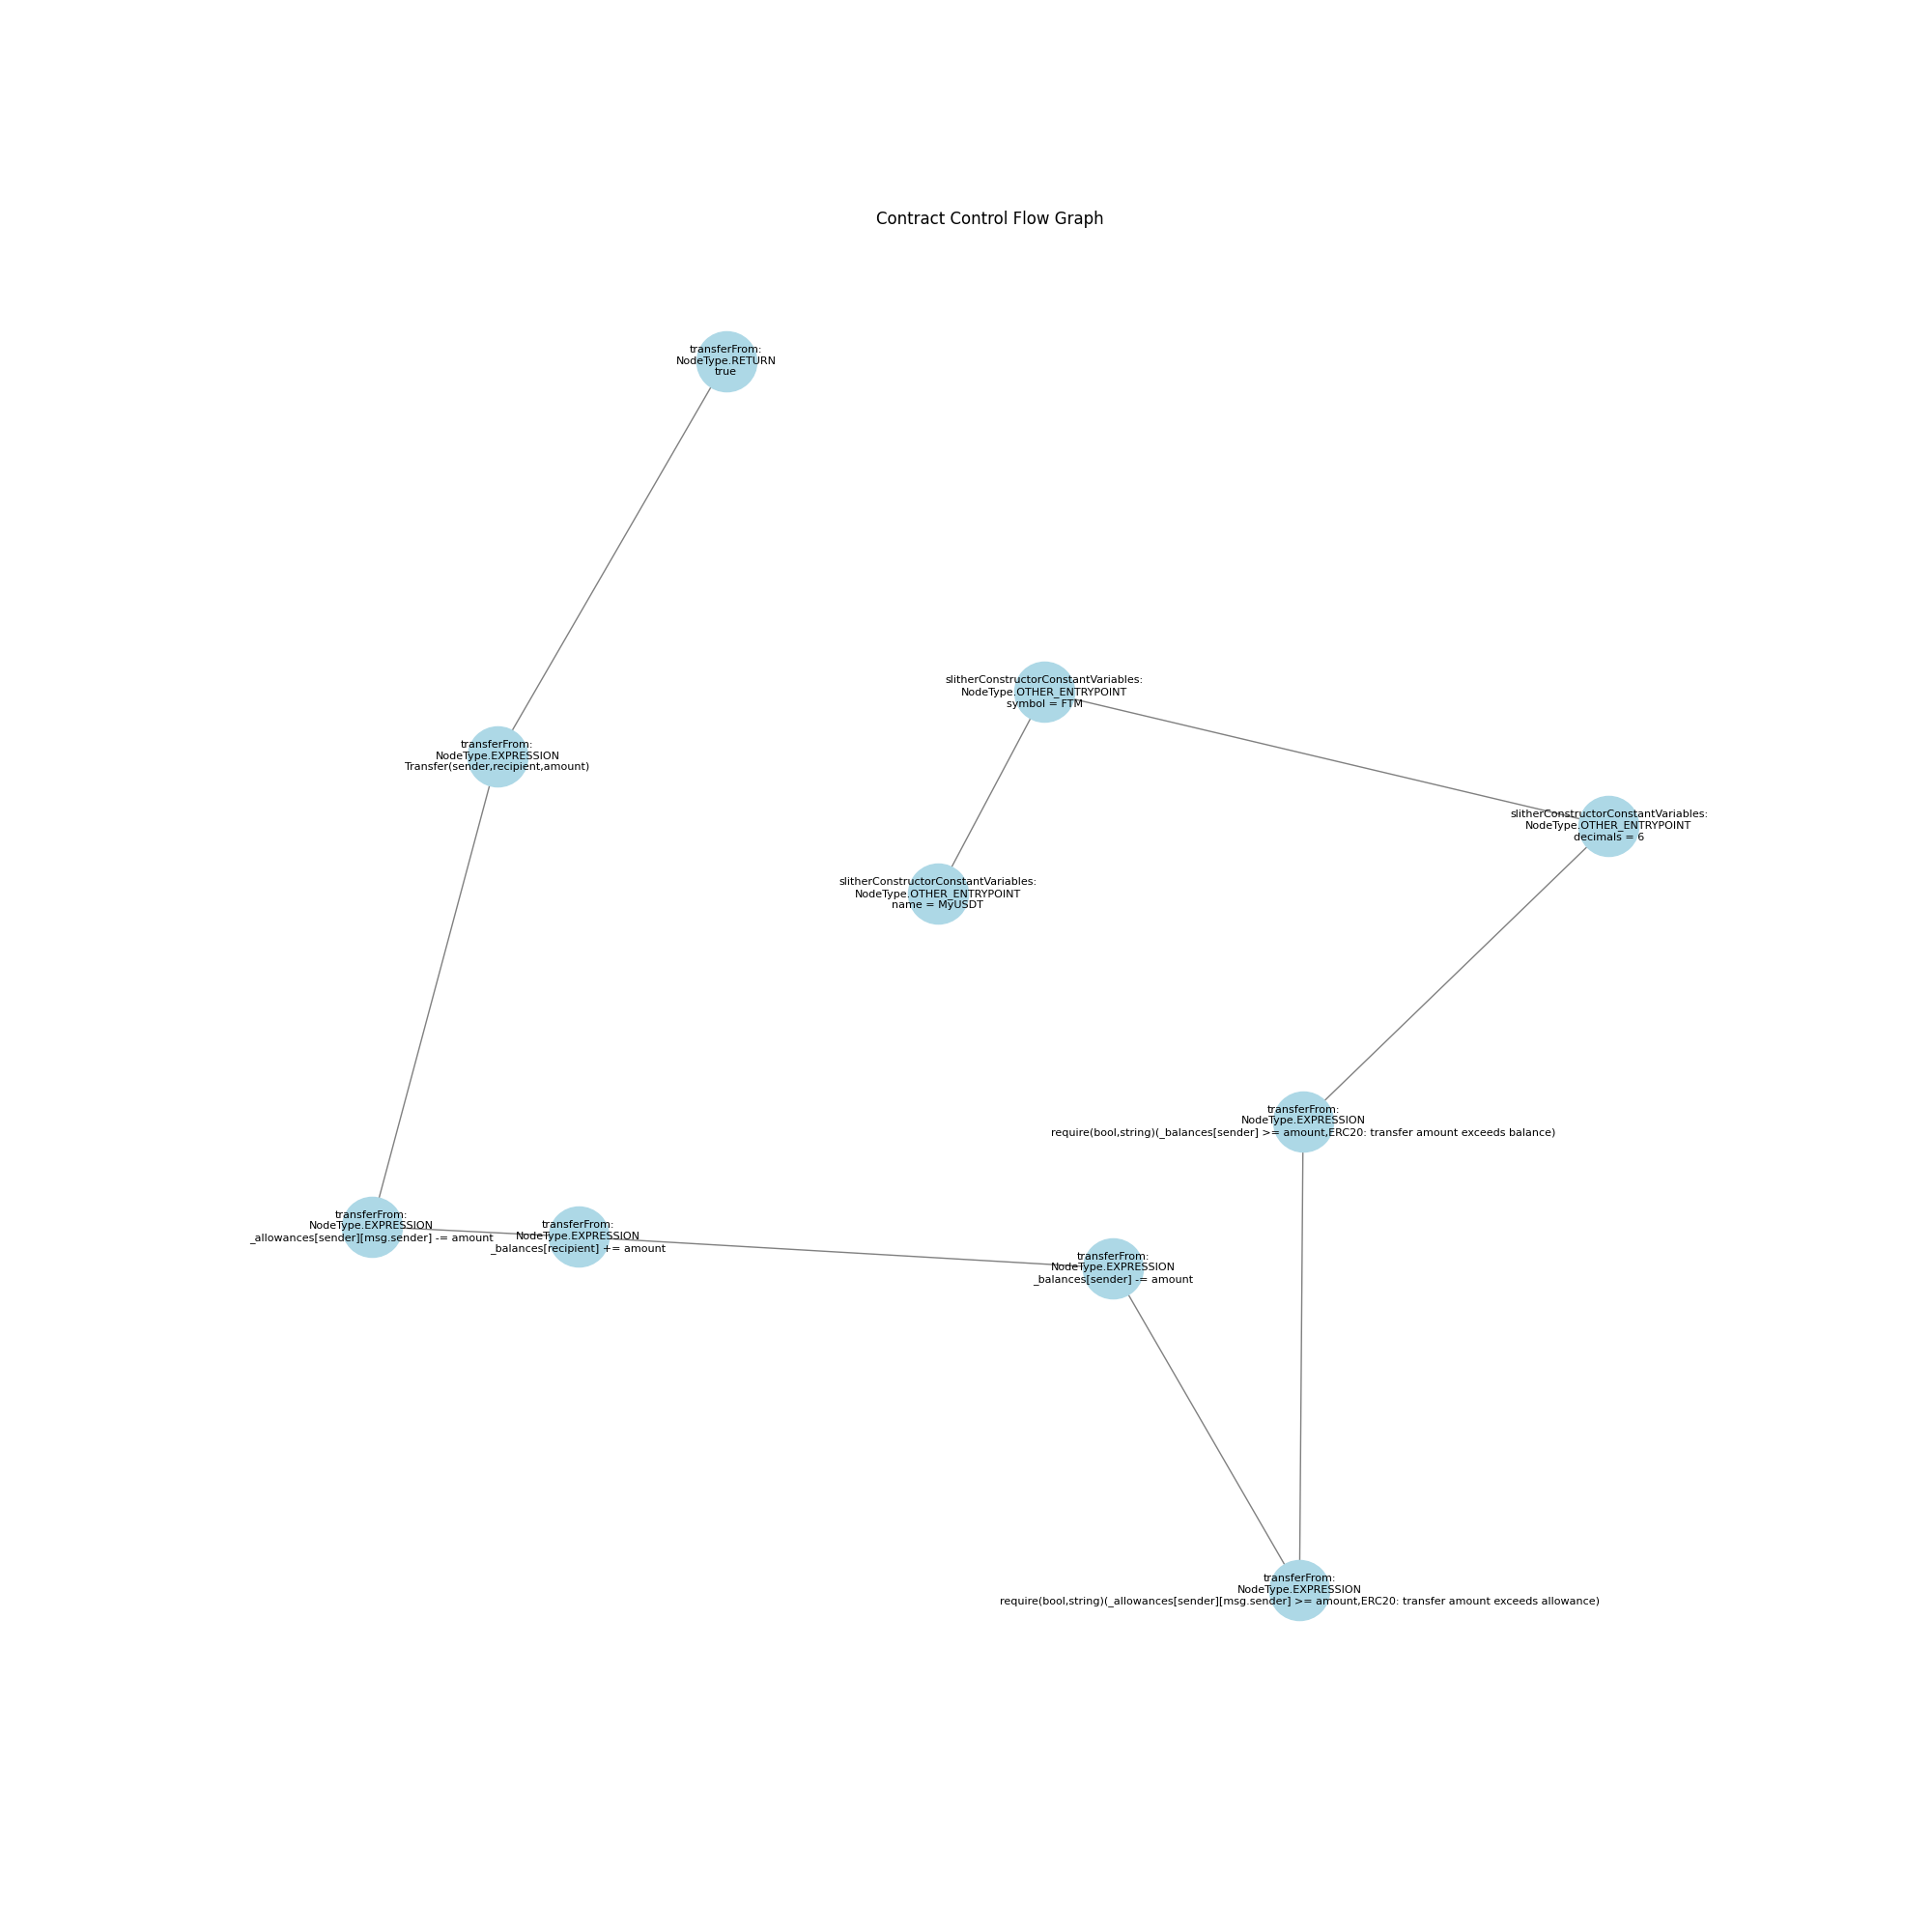 Contract Control Flow Graph
transferFrom:
NodeType.RETURN
true
slitherConstructorConstantVariables:
NodeType.OTHER_ENTRYPOINT
symbol = FTM
transferFrom:
NodeType.EXPRESSION
Transfer(sender,recipient,amount)
slitherConstructorConstantVariables:
NodeType.OTHER_ENTRYPOINT
decimals = 6
slitherConstructorConstantVariables:
NodeType.OTHER_ENTRYPOINT
name = MyUSDT
transferFrom:
NodeType.EXPRESSION
require(bool,string)(_balances[sender] >= amount,ERC20: transfer amount exceeds balance)
transferFrom:
NodeType.EXPRESSION
_allowances[sender][msg.sender] -= amount
transferFrom:
NodeType.EXPRESSION
_balances[recipient] += amount
transferFrom:
NodeType.EXPRESSION
_balances[sender] -= amount
transferFrom:
NodeType.EXPRESSION
require(bool,string)(_allowances[sender][msg.sender] >= amount,ERC20: transfer amount exceeds allowance)